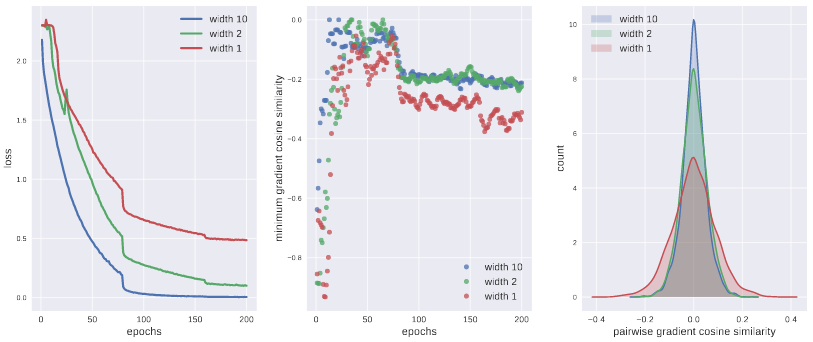 width 10
width 2
width 1
2.0
1.5
1.0
0.5
0.0
loss
0 50 100 150 200
epochs
0.0
−0.2
−0.4
−0.6
−0.8
minimum gradient cosine similarity
width 10
width 2
width 1
0 50 100 150 200
epochs
width 10
width 2
width 1
10
8
6
4
2
0
count
−0.4 −0.2 0.0 0.2 0.4
pairwise gradient cosine similarity